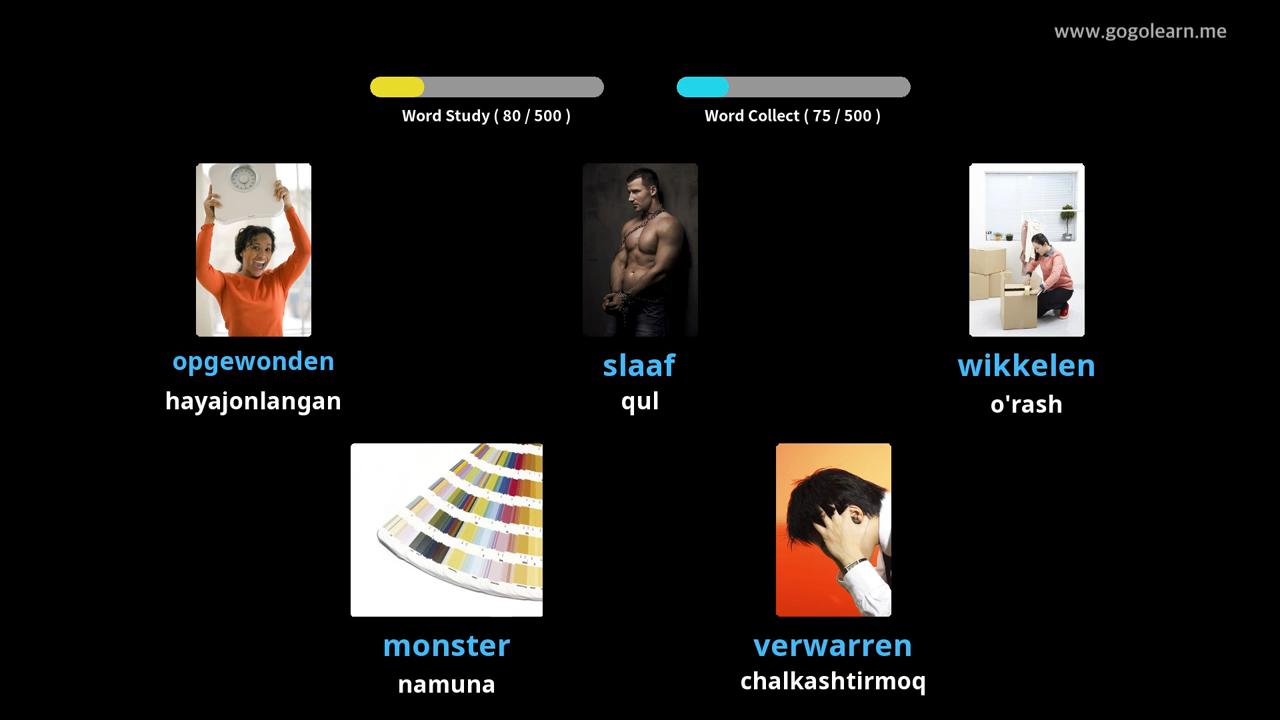 www.gogolearn.me
Word Study ( 80 / 500 )
Word Collect ( 75 / 500 )
opgewonden
hayajonlangan
slaaf
qul
wikkelen
o'rash
monster
namuna
verwarren
chalkashtirmoq